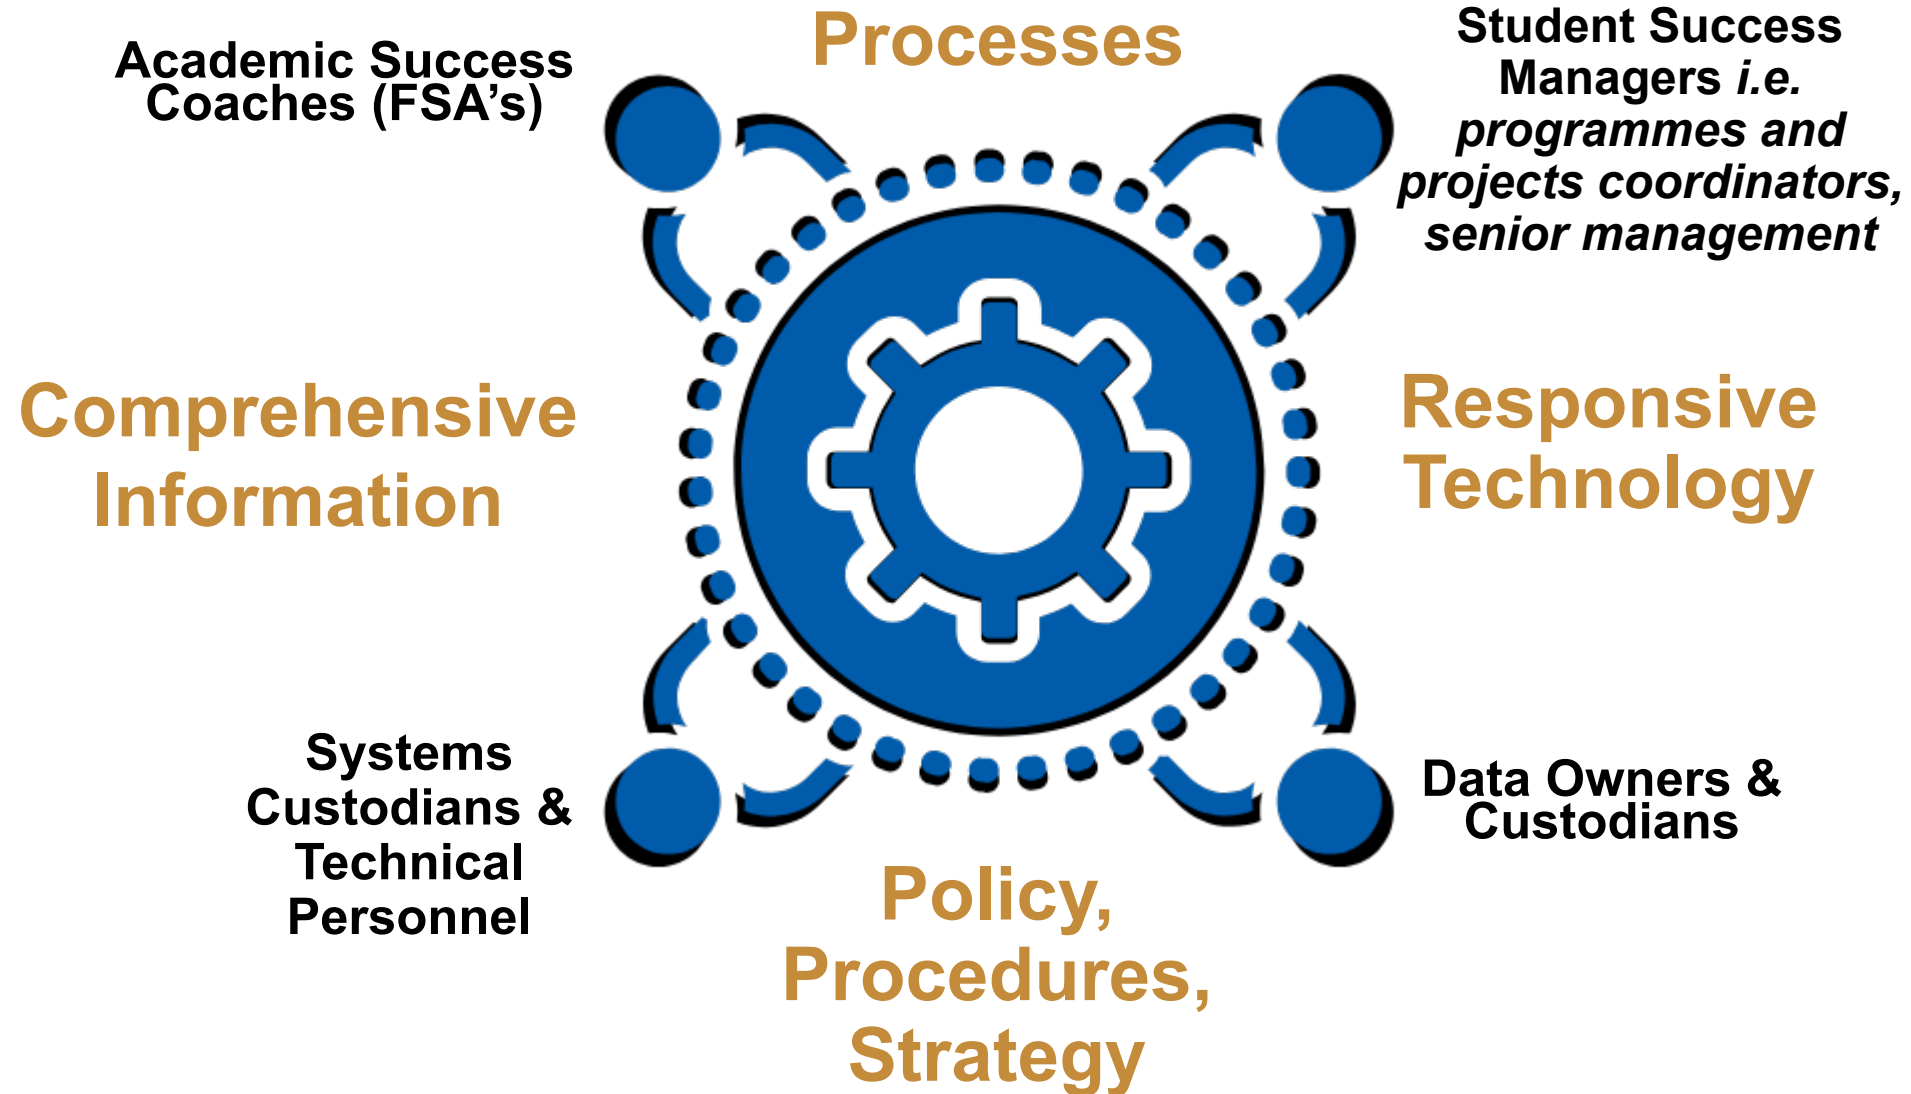 Processes
Academic Success
Coaches (FSA’s)
Student Success
Managers i.e.
programmes and
projects coordinators,
senior management
Comprehensive
Information
Responsive
Technology
Systems
Custodians &
Technical
Personnel
Data Owners &
Custodians
Policy,
Procedures,
Strategy